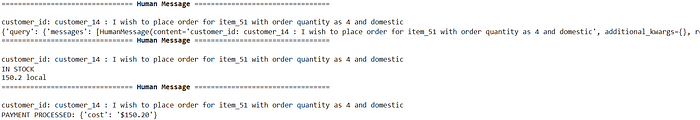 ================================ Human Message =================================
customer_id: customer_14 : I wish to place order for item_51 with order quantity as 4 and domestic
{'query': {'messages': [HumanMessage(content='customer_id: customer_14 : I wish to place order for item_51 with order quantity as 4 and domestic', additional_kwargs={}, re
================================ Human Message =================================
customer_id: customer_14 : I wish to place order for item_51 with order quantity as 4 and domestic
IN STOCK
150.2 local
================================ Human Message =================================
customer_id: customer_14 : I wish to place order for item_51 with order quantity as 4 and domestic
PAYMENT PROCESSED: {'cost': '$150.20'}